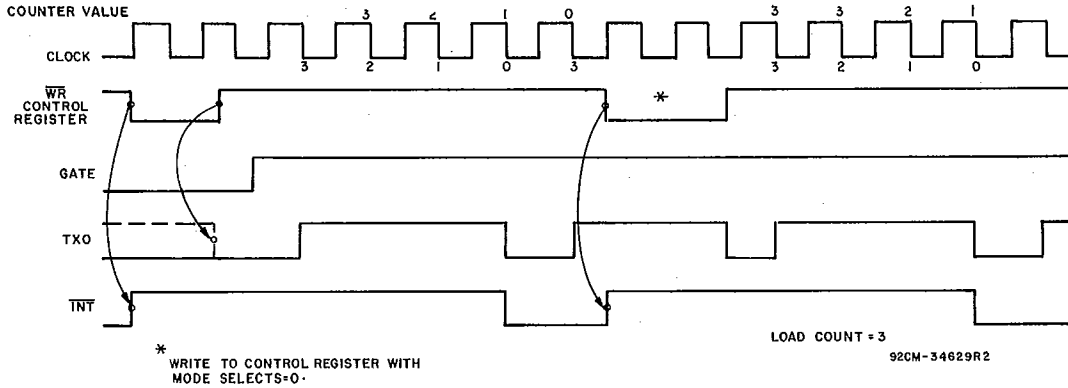 COUNTER VALUE 3 2 1 0 3 3 2 1
CLOCK
3 2 1 0 3 3 2 1 0
WR
CONTROL
REGISTER
*
GATE
TXO
INT
LOAD COUNT = 3
92CM-34629R2
* WRITE TO CONTROL REGISTER WITH
MODE SELECTS=0.